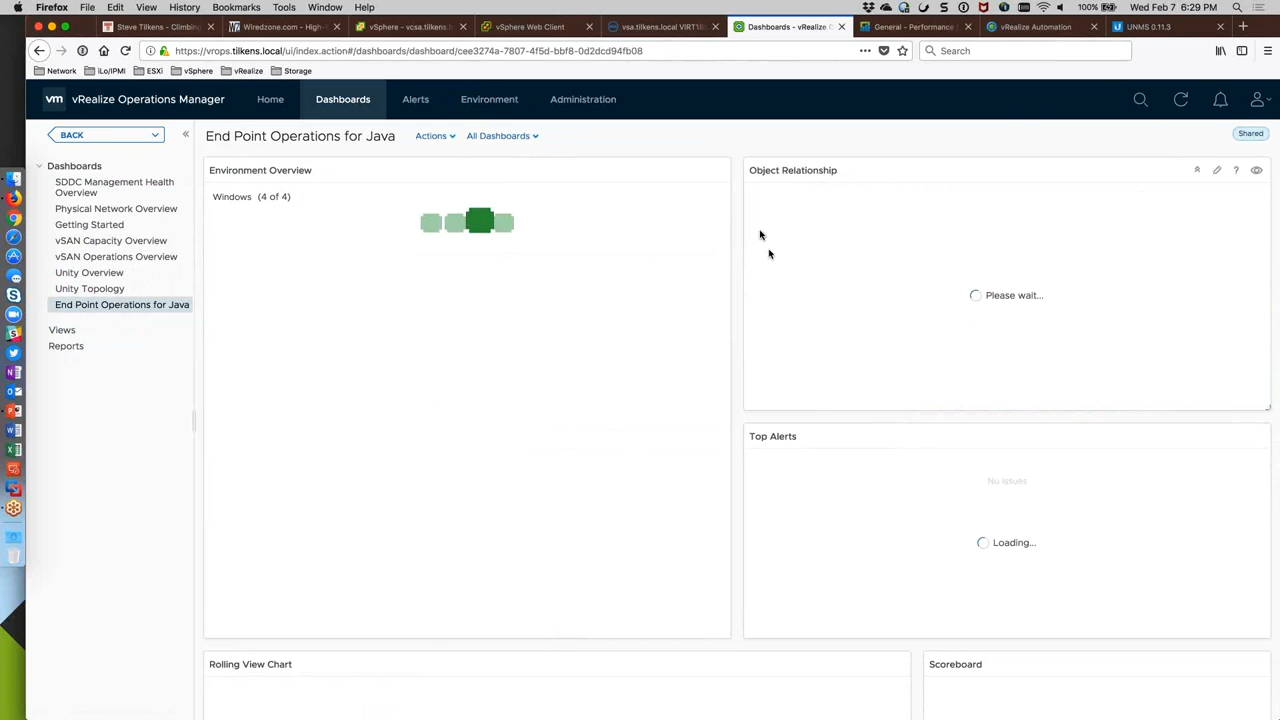 Firefox File Edit View History Bookmarks Tools Window Help 100% Wed Feb 7 6:29 PM
Steve Tilkens – Climbing Wiredzone.com – High- vSphere – vcsa.tilkens.l vSphere Web Client vsa.tilkens.local VIRT18 Dashboards – vRealize General – Performance vRealize Automation UNMS 0.11.3
https://vrops.tilkens.local/ui/index.action#/dashboards/dashboard/cee3274a-7807-4f5d-bbf8-0d2dcd94fb08 Search
Network iLo/IPMI ESXi vSphere vRealize Storage
vm vRealize Operations Manager Home Dashboards Alerts Environment Administration
BACK
End Point Operations for Java Actions All Dashboards Shared
Dashboards
SDDC Management Health
Overview
Physical Network Overview
Getting Started
vSAN Capacity Overview
vSAN Operations Overview
Unity Overview
Unity Topology
End Point Operations for Java
Views
Reports
Environment Overview
Windows (4 of 4)
Object Relationship
Please wait...
Top Alerts
No issues
Loading...
Rolling View Chart
Scoreboard